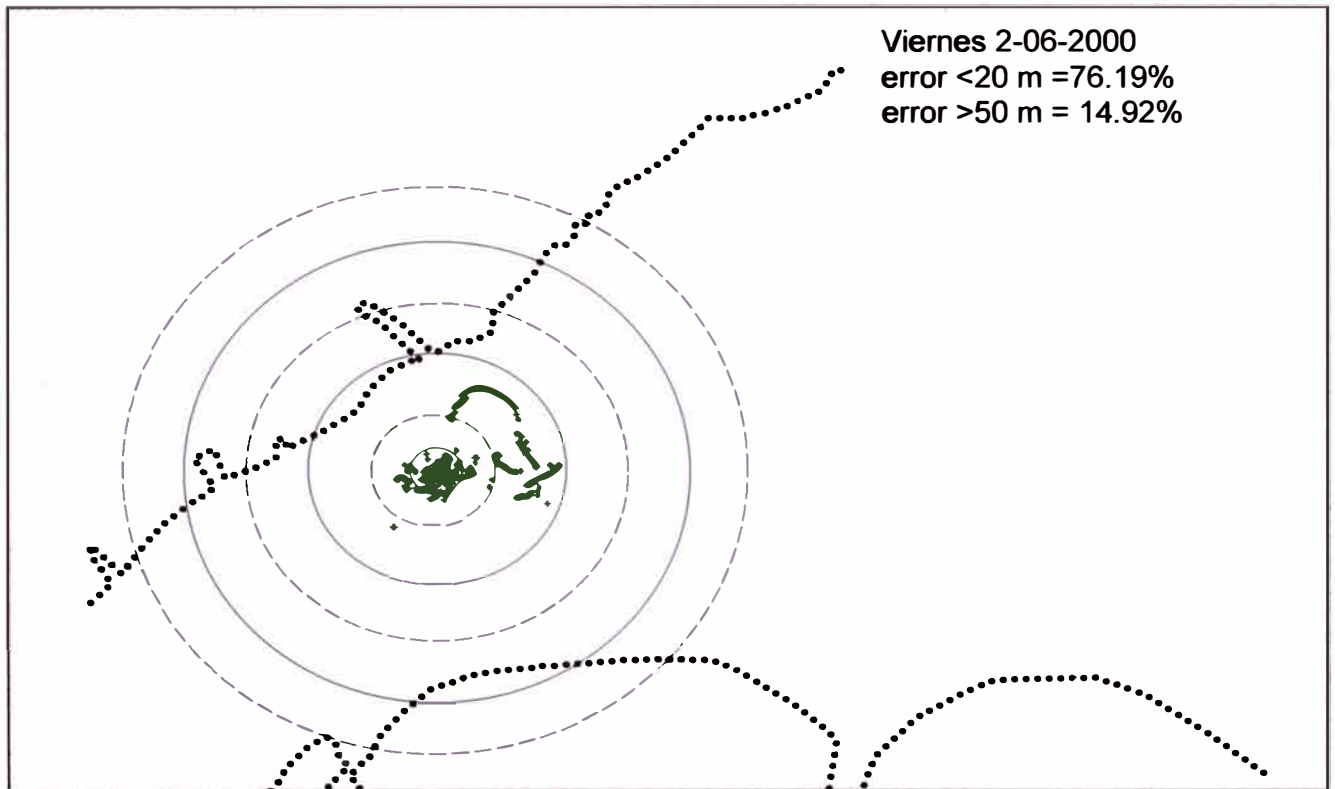 Viernes 2-06-2000
error <20 m =76.19%
error >50 m = 14.92%